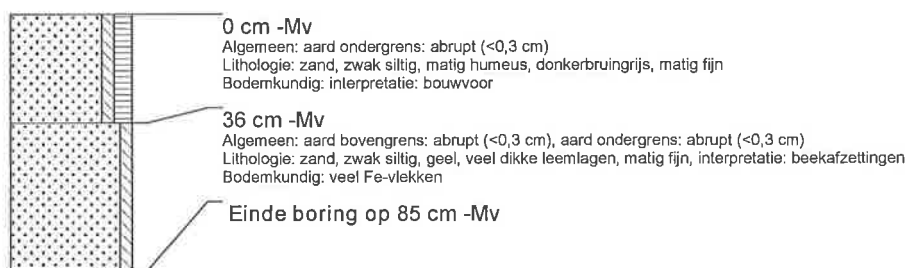 0 cm -Mv
Algemeen: aard ondergrens: abrupt (<0,3 cm)
Lithologie: zand, zwak siltig, matig humeus, donkerbruingrijs, matig fijn
Bodemkundig: interpretatie: bouwvoor
36 cm -Mv
Algemeen: aard bovengrens: abrupt (<0,3 cm), aard ondergrens: abrupt (<0,3 cm)
Lithologie: zand, zwak siltig, geel, veel dikke leemlagen, matig fijn, interpretatie: beekafzettingen
Bodemkundig: veel Fe-vlekken
Einde boring op 85 cm -Mv